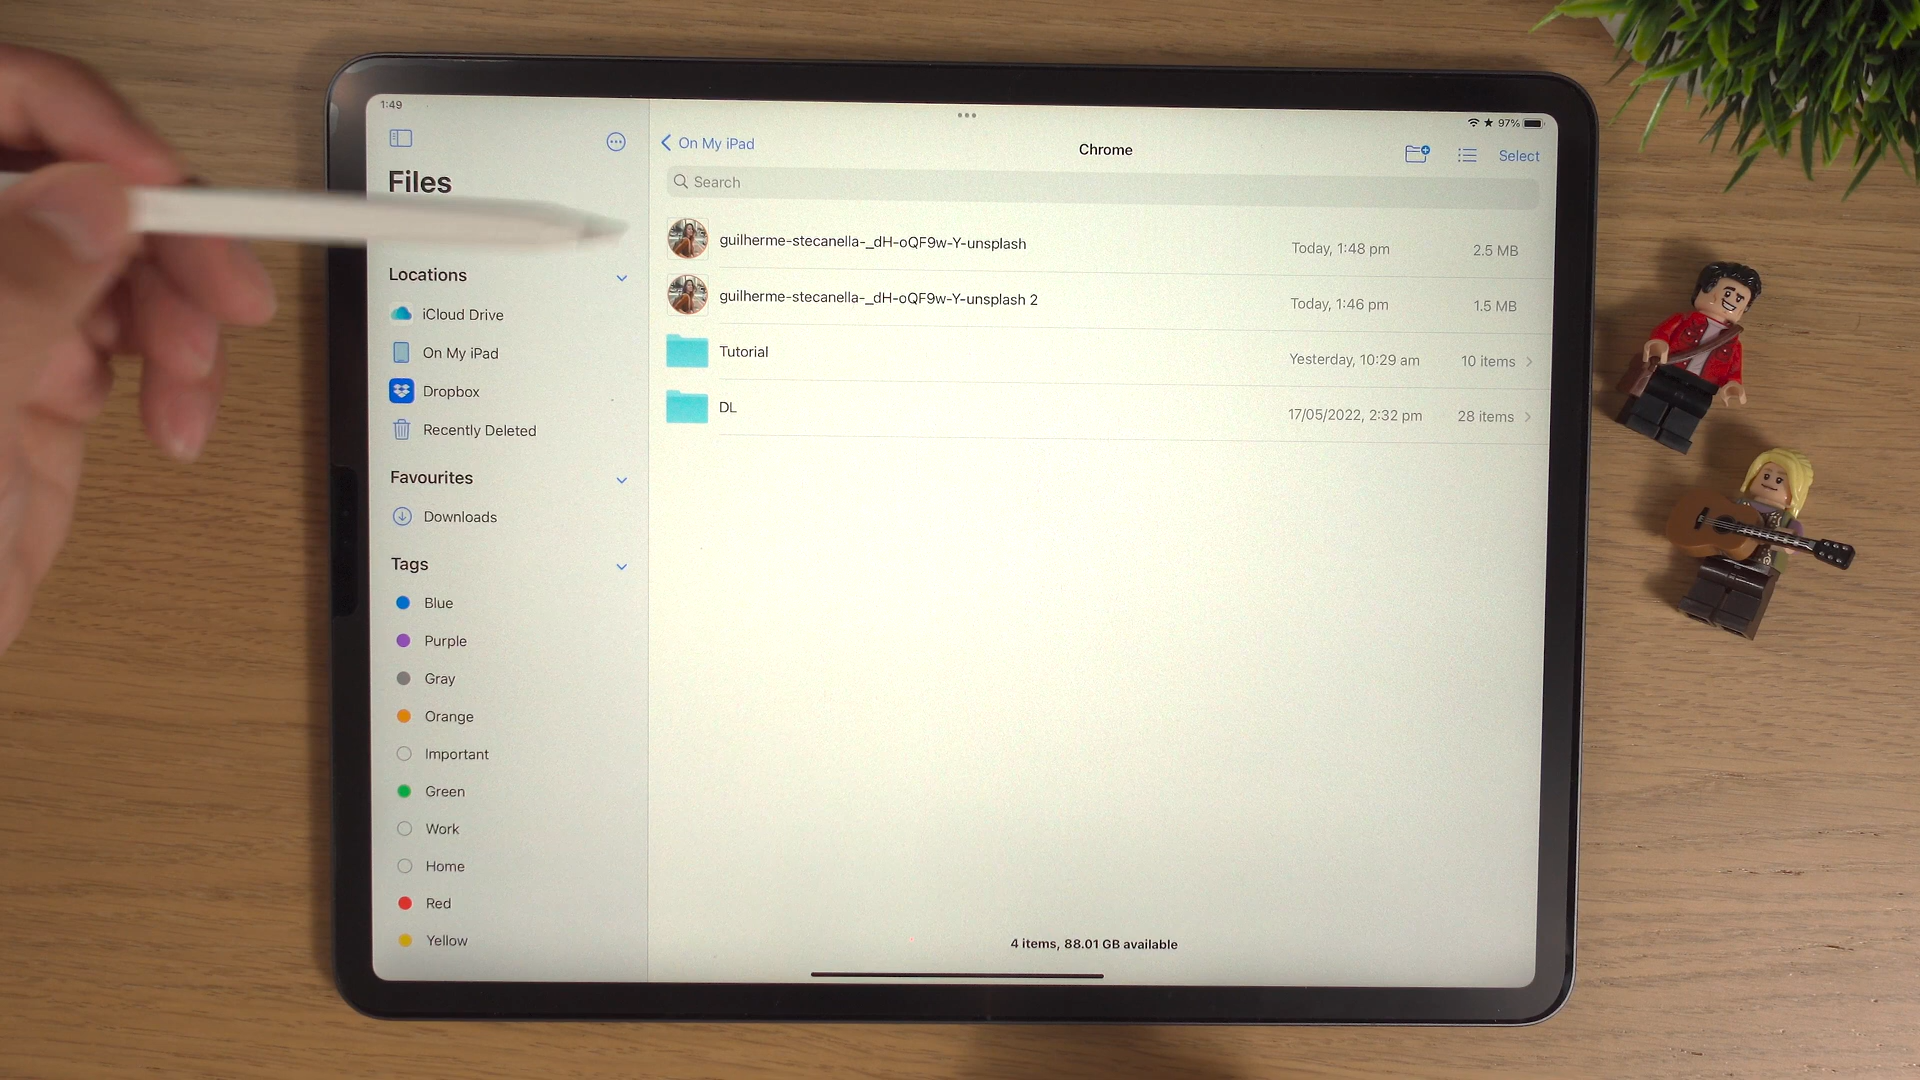 1:49
97%
Files
Locations
iCloud Drive
On My iPad
Dropbox
Recently Deleted
Favourites
Downloads
Tags
Blue
Purple
Gray
Orange
Important
Green
Work
Home
Red
Yellow
On My iPad
Chrome
Select
Search
guilherme-stecanella-_dH-oQF9w-Y-unsplash Today, 1:48 pm 2.5 MB
guilherme-stecanella-_dH-oQF9w-Y-unsplash 2 Today, 1:46 pm 1.5 MB
Tutorial Yesterday, 10:29 am 10 items
DL 17/05/2022, 2:32 pm 28 items
4 items, 88.01 GB available